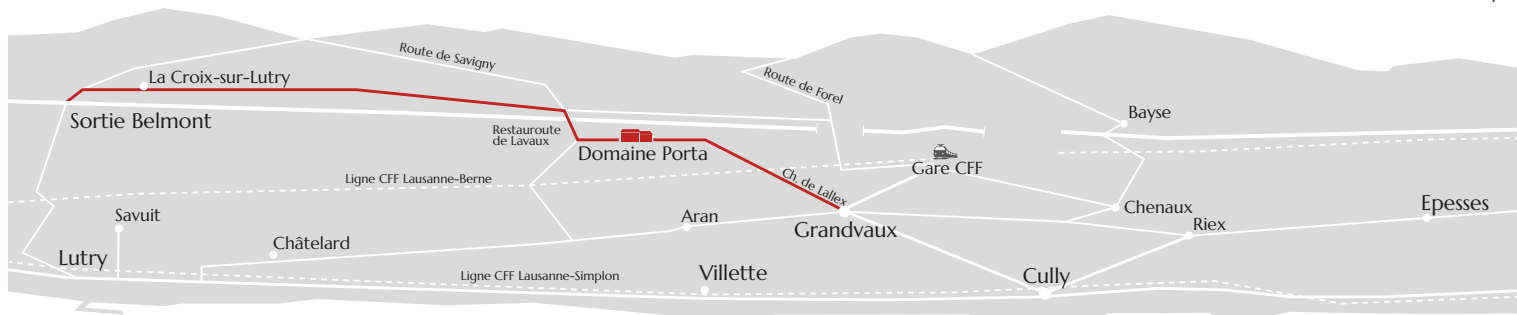 Route de Savigny
La Croix-sur-Lutry
Route de Forel
Bayse
Sortie Belmont
Restauroute
de Lavaux
Domaine Porta
Gare CFF
Ligne CFF Lausanne-Berne
Ch. de Lallex
Savuit
Aran
Chenaux
Epesses
Grandvaux
Riex
Châtelard
Lutry
Ligne CFF Lausanne-Simplon
Villette
Cully